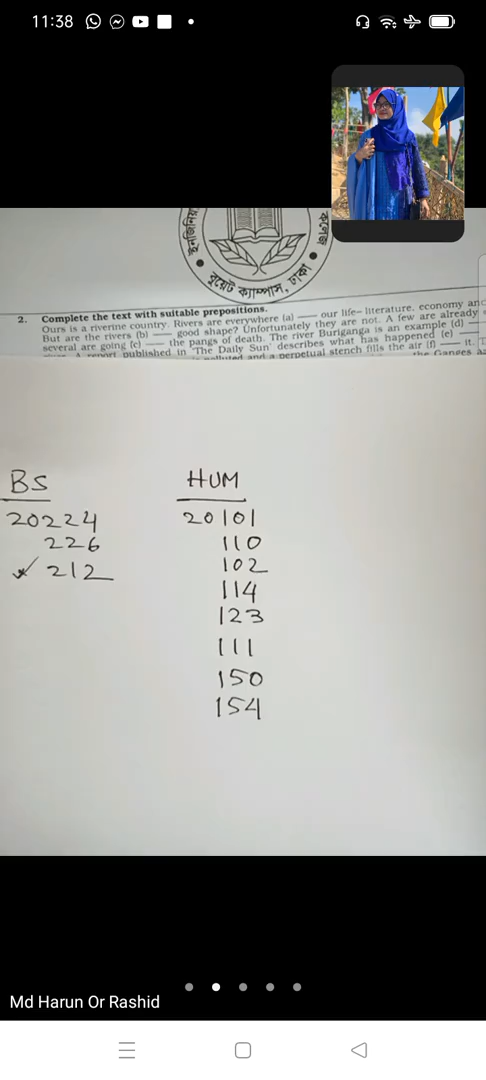 11:38
ইনজিনিয়
কলেজ
বুয়েট ক্যাম্পাস, ঢাকা
2. Complete the text with suitable prepositions.
Ours is a riverine country. Rivers are everywhere (a) —— our life- literature, economy and
But are the rivers (b) —— good shape? Unfortunately they are not. A few are already
several are going (c) —— the pangs of death. The river Buriganga is an example (d) ——
A report published in 'The Daily Sun' describes what has happened (e) ——
and a perpetual stench fills the air (f) —— it.
the Ganges
BS HUM
20224 20101
226 110
212 102
114
123
111
150
154
Md Harun Or Rashid